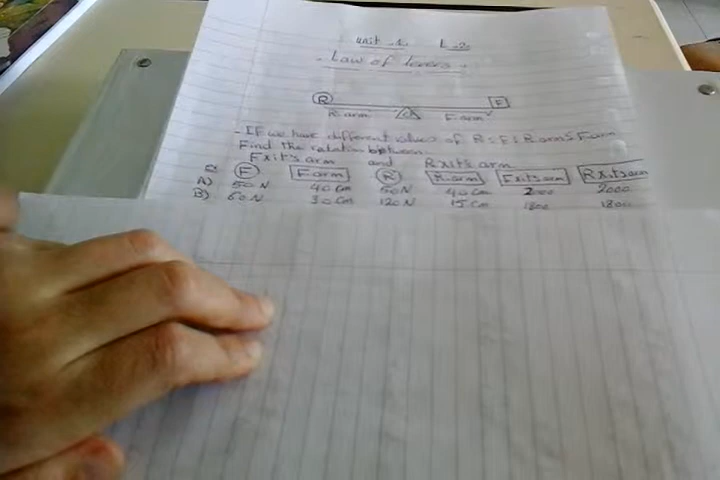 Unit 1 L 2
Law of levers
R F
R.arm F.arm
- If we have different values of R & F & R.arm & F.arm
Find the relation between
F x it's arm and R x it's arm
F F.arm R R.arm F x its arm R x its arm
A) 50 N 40 Cm 50 N 40 Cm 2000 2000
B) 60 N 30 Cm 120 N 15 Cm 1800 1800